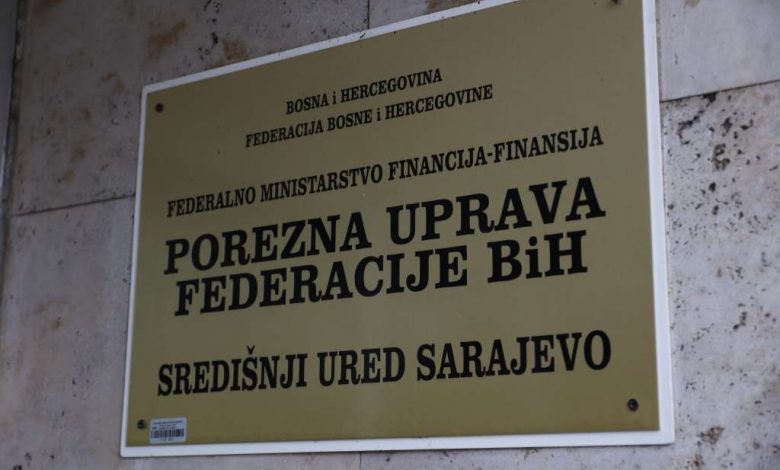 BOSNA i HERCEGOVINA
FEDERACIJA BOSNE i HERCEGOVINE
FEDERALNO MINISTARSTVO FINANCIJA-FINANSIJA
POREZNA UPRAVA
FEDERACIJE BiH
SREDIŠNJI URED SARAJEVO